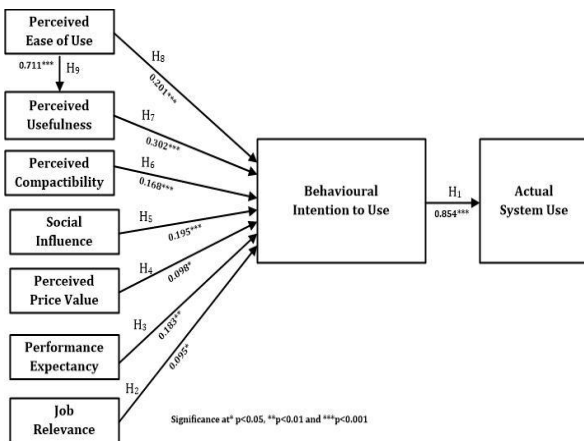 Perceived
Ease of Use
H₈
0.201***
0.711***
H₉
Perceived
Usefulness
H₇
0.302***
Perceived
Compactibility
H₆
0.168***
Social
Influence
H₅
0.195***
Perceived
Price Value
H₄
0.098*
Performance
Expectancy
H₃
0.183**
Job
Relevance
H₂
0.095*
Behavioural
Intention to Use
H₁
0.854***
Actual
System Use
Significance at* p<0.05, **p<0.01 and ***p<0.001